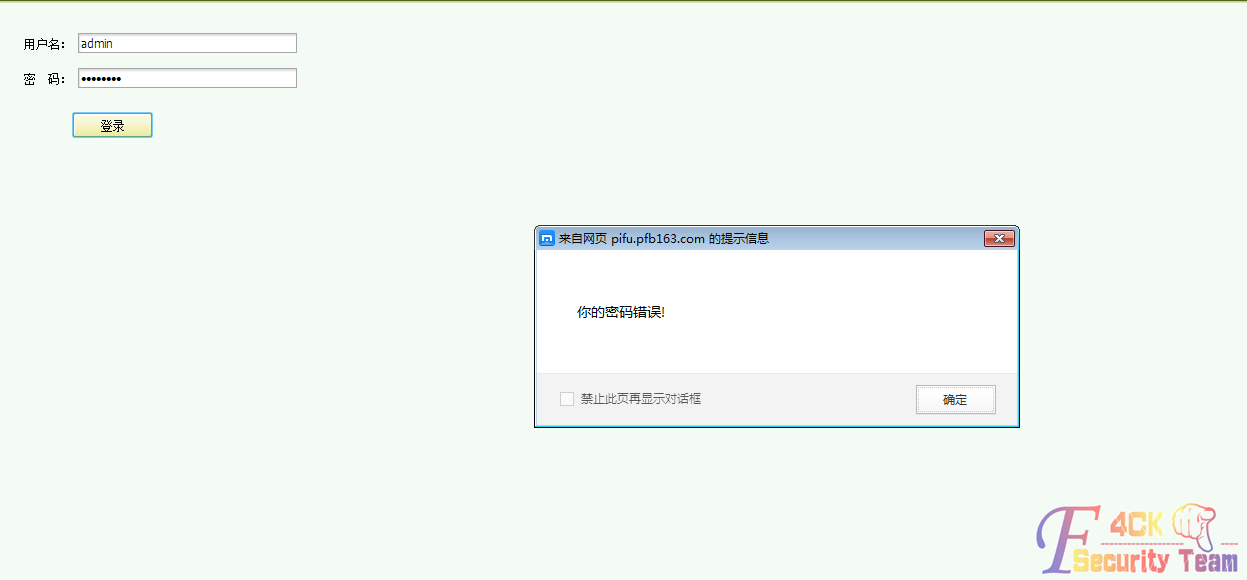 用户名： admin
密 码： ••••••••
登录
来自网页 pifu.pfb163.com 的提示信息
你的密码错误!
禁止此页再显示对话框
确定
F4CK
Security Team